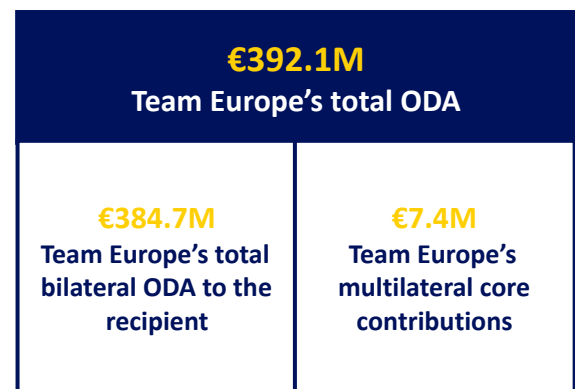 €392.1M
Team Europe’s total ODA
€384.7M
Team Europe’s total
bilateral ODA to the
recipient
€7.4M
Team Europe’s
multilateral core
contributions